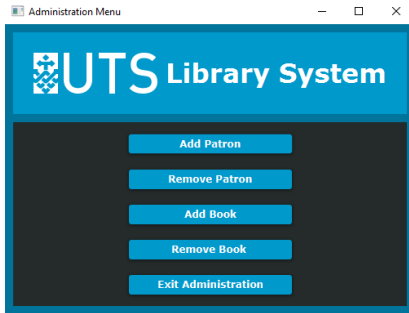 Administration Menu
UTS Library System
Add Patron
Remove Patron
Add Book
Remove Book
Exit Administration